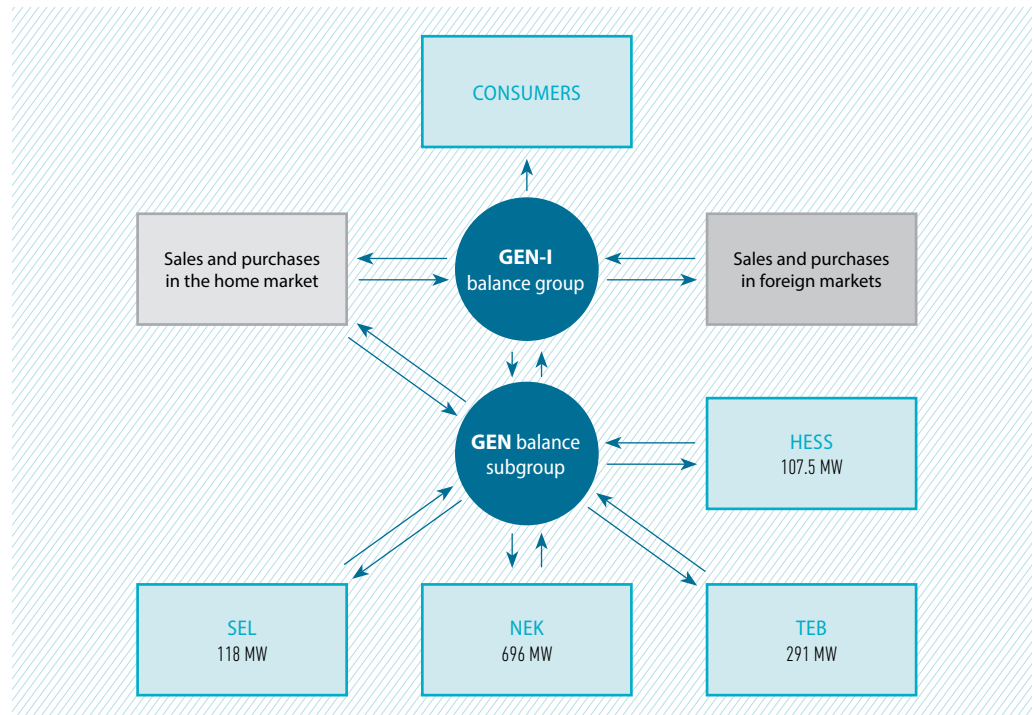 CONSUMERS
Sales and purchases
in the home market
GEN-I
balance group
Sales and purchases
in foreign markets
GEN balance
subgroup
HESS
107.5 MW
SEL
118 MW
NEK
696 MW
TEB
291 MW